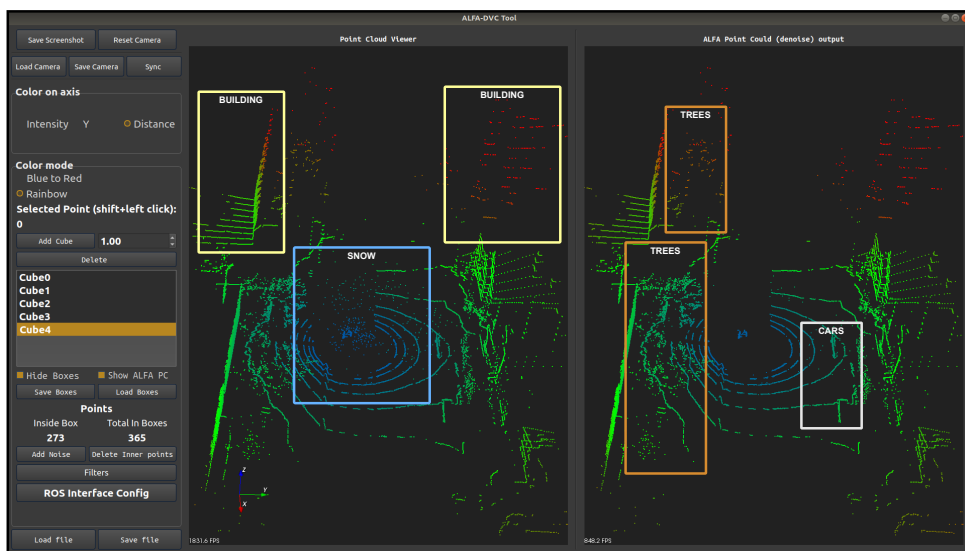 ALFA-DVC Tool
Save Screenshot Reset Camera
Load Camera Save Camera Sync
Color on axis
Intensity Y Distance
Color mode
Blue to Red
Rainbow
Selected Point (shift+left click):
0
Add Cube 1.00
Delete
Cube0
Cube1
Cube2
Cube3
Cube4
Hide Boxes Show ALFA PC
Save Boxes Load Boxes
Points
Inside Box Total In Boxes
273 365
Add Noise Delete Inner points
Filters
ROS Interface Config
Load file Save file
Point Cloud Viewer
BUILDING BUILDING
SNOW
Z
Y
X
1831.6 FPS
ALFA Point Could (denoise) output
TREES
TREES
CARS
848.2 FPS